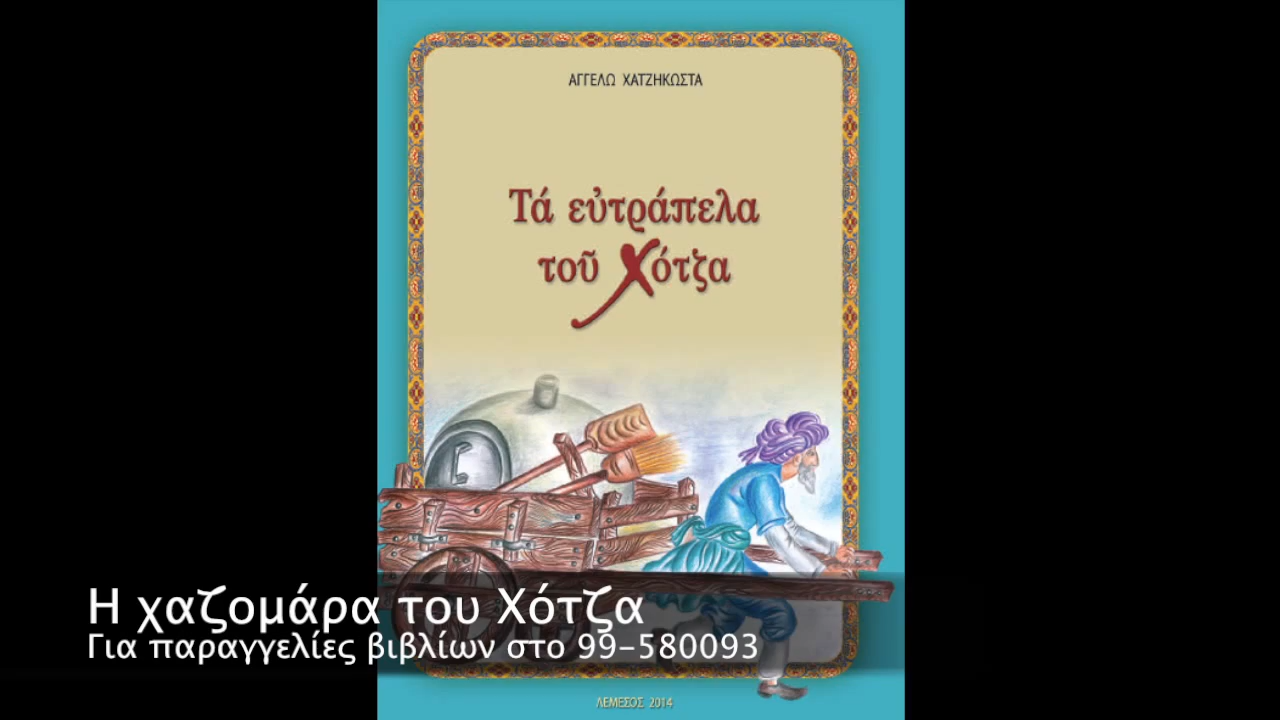 ΑΓΓΕΛΩ ΧΑΤΖΗΚΩΣΤΑ
Τά εὐτράπελα
τοῦ Χότζα
Η χαζομάρα του Χότζα
Για παραγγελίες βιβλίων στο 99-580093
ΛΕΜΕΣΟΣ 2014